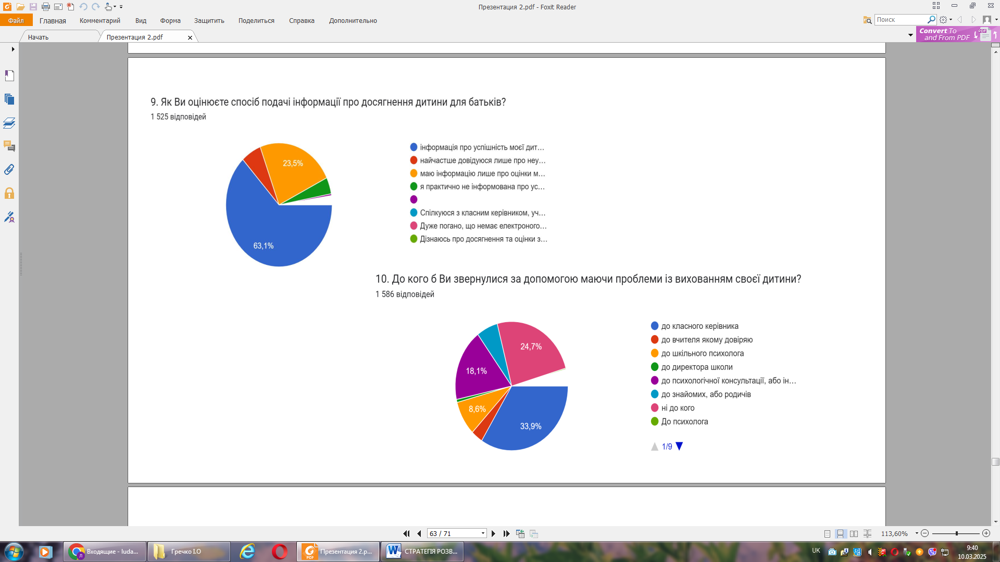 Презентация 2.pdf - Foxit Reader
Файл Главная Комментарий Вид Форма Защитить Поделиться Справка Дополнительно
Поиск
Начать
Презентация 2.pdf
Convert To
and From PDF
PDF
9. Як Ви оцінюєте спосіб подачі інформації про досягнення дитини для батьків?
1 525 відповідей
23,5%
63,1%
інформація про успішність моєї дит...
найчастше довідуюся лише про неу...
маю інформацію лише про оцінки м...
я практично не інформована про ус...
Спілкуюся з класним керівником, уч...
Дуже погано, що немає електроного...
Дізнаюсь про досягнення та оцінки з...
10. До кого б Ви звернулися за допомогою маючи проблеми із вихованням своєї дитини?
1 586 відповідей
24,7%
18,1%
8,6%
33,9%
до класного керівника
до вчителя якому довіряю
до шкільного психолога
до директора школи
до психологічної консультації, або ін...
до знайомих, або родичів
ні до кого
До психолога
1/9
63 / 71
113,60%
Входящие - luda...
Гречко І.О
Презентация 2.p...
СТРАТЕГІЯ РОЗВ...
UK
9:40
10.03.2025